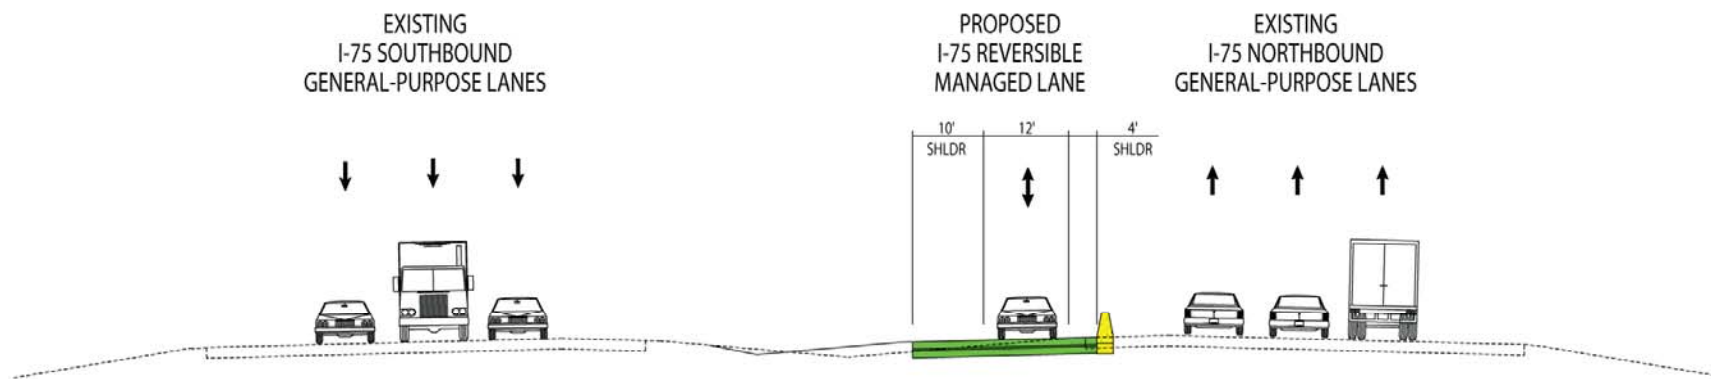 EXISTING
I-75 SOUTHBOUND
GENERAL-PURPOSE LANES
PROPOSED
I-75 REVERSIBLE
MANAGED LANE
EXISTING
I-75 NORTHBOUND
GENERAL-PURPOSE LANES
10'
12'
4'
SHLDR
SHLDR